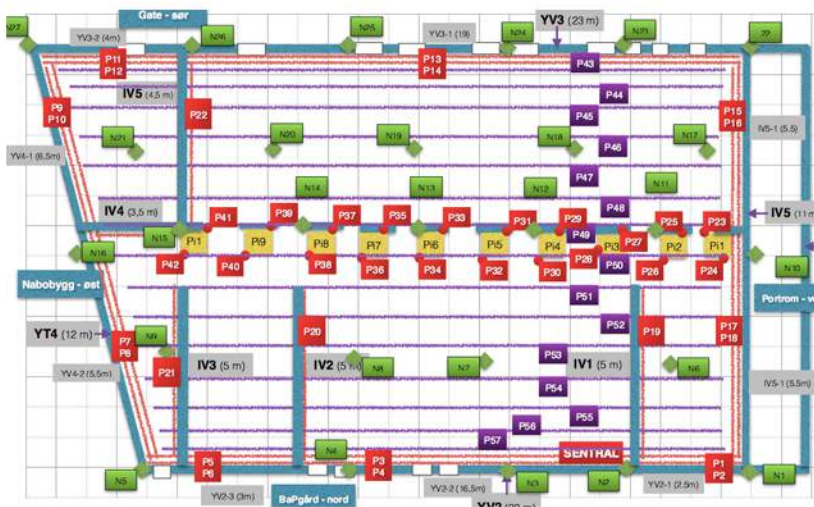 Gate - sør
N27
YV3-2 (4m)
N26
N25
YV3-1 (19)
N24
YV3 (23 m)
N23
22
P11
P12
P13
P14
P43
P44
IV5 (4,5 m)
P9
P10
P22
P45
P15
P16
IV5-1 (5.5)
N21
N20
N19
N18
P46
N17
YV4-1 (6,5m)
P47
N14
N13
N12
N11
P48
IV4 (3,5 m)
P41
P39
P37
P35
P33
P31
P29
P25
P23
IV5 (11 m
N15
Pi1
Pi9
Pi8
Pi7
Pi6
Pi5
Pi4
P49
Pi3
P27
Pi2
Pi1
N16
P42
P40
P38
P36
P34
P32
P30
P28
P50
P26
P24
N10
Nabobygg - øst
P51
Portrom - v
YT4 (12 m)
P7
P8
N9
P20
P52
P19
P17
P18
P21
IV3 (5 m)
IV2 (5 m)
N8
N7
P53
IV1 (5 m)
N6
YV4-2 (5,5m)
P54
IV5-1 (5.5m)
P55
P56
P57
N4
SENTRAL
P5
P6
P3
P4
P1
P2
N5
YV2-3 (3m)
BaPgård - nord
YV2-2 (16,5m)
N3
N2
YV2-1 (2.5m)
N1